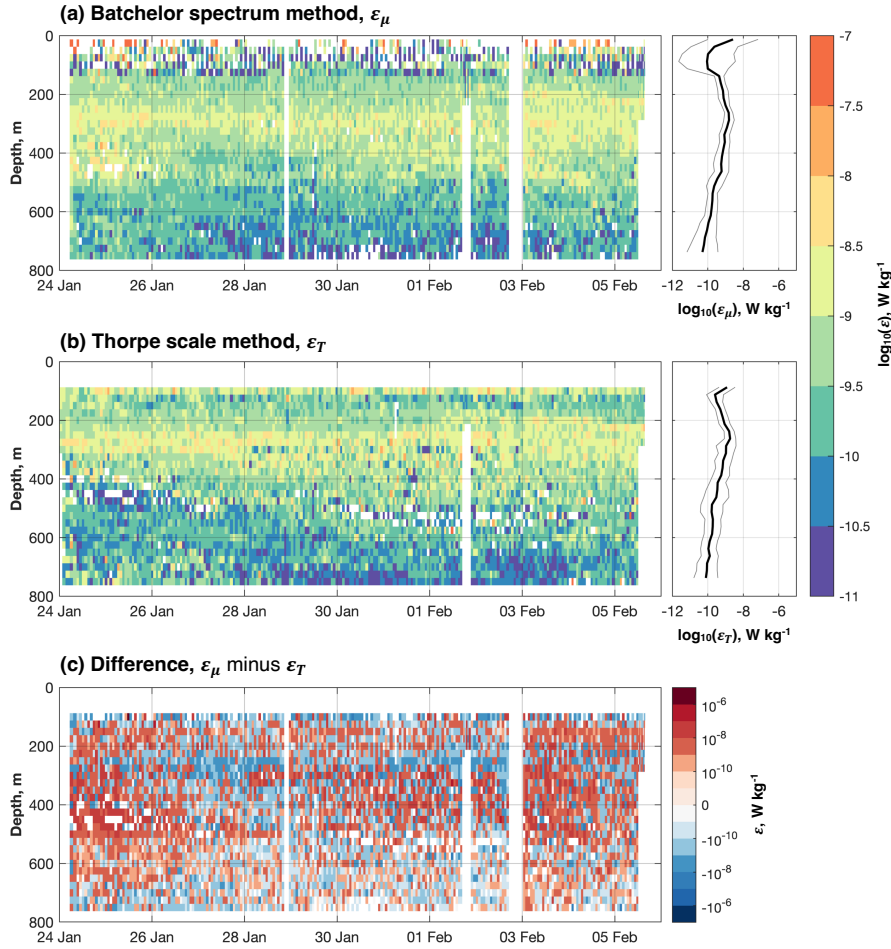 (a) Batchelor spectrum method, εμ
0
200
400
600
800
Depth, m
24 Jan 26 Jan 28 Jan 30 Jan 01 Feb 03 Feb 05 Feb
-12 -10 -8 -6 -5
log10(εμ), W kg-1
-7
-7.5
-8
-8.5
-9
-9.5
-10
-10.5
-11
log10(ε), W kg-1
(b) Thorpe scale method, εT
0
200
400
600
800
Depth, m
24 Jan 26 Jan 28 Jan 30 Jan 01 Feb 03 Feb 05 Feb
-12 -10 -8 -6
log10(εT), W kg-1
(c) Difference, εμ minus εT
0
200
400
600
800
Depth, m
24 Jan 26 Jan 28 Jan 30 Jan 01 Feb 03 Feb 05 Feb
10-6
10-8
10-10
0
-10-10
-10-8
-10-6
ε, W kg-1